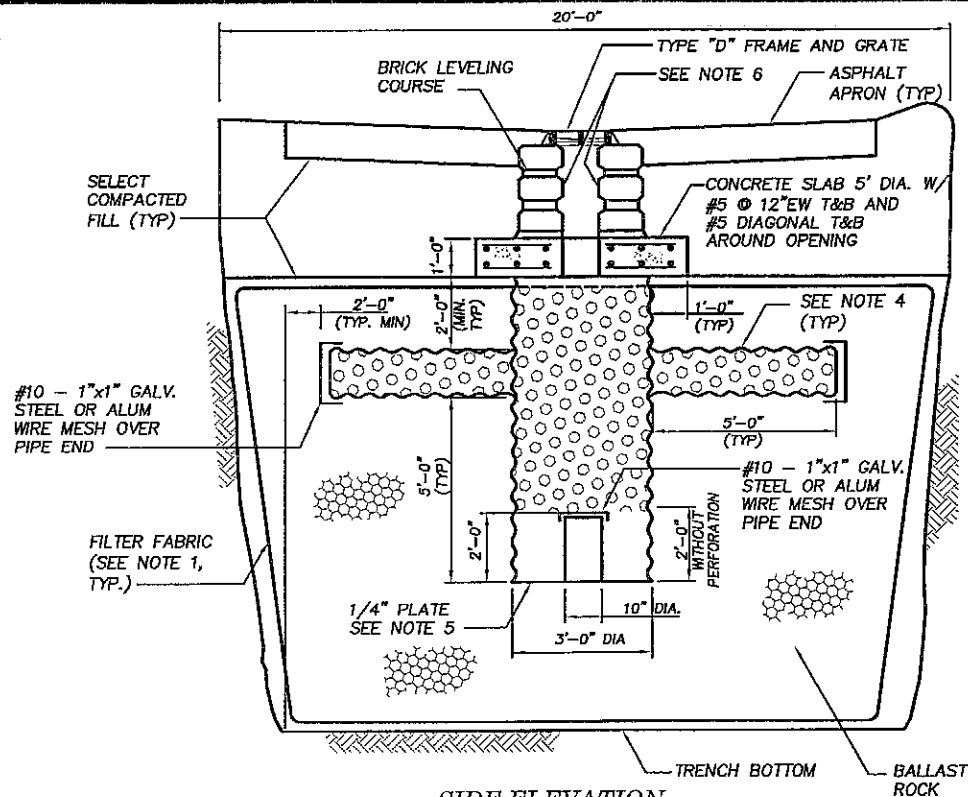 20'-0"
TYPE "D" FRAME AND GRATE
BRICK LEVELING
COURSE
SEE NOTE 6
ASPHALT
APRON (TYP)
SELECT
COMPACTED
FILL (TYP)
CONCRETE SLAB 5' DIA. W
#5 @ 12"EW T&B AND
#5 DIAGONAL T&B
AROUND OPENING
1'-0"
2'-0"
(TYP. MIN)
2'-0"
(MIN.
TYP)
1'-0"
(TYP)
SEE NOTE 4
(TYP)
#10 - 1"x1" GALV.
STEEL OR ALUM
WIRE MESH OVER
PIPE END
5'-0"
(TYP)
5'-0"
(TYP)
#10 - 1"x1" GALV.
STEEL OR ALUM
WIRE MESH OVER
PIPE END
2'-0"
2'-0"
WITHOUT
PERFORATION
FILTER FABRIC
(SEE NOTE 1,
TYP.)
1/4" PLATE
SEE NOTE 5
10" DIA.
3'-0" DIA
TRENCH BOTTOM
BALLAST
ROCK
SIDE ELEVATION